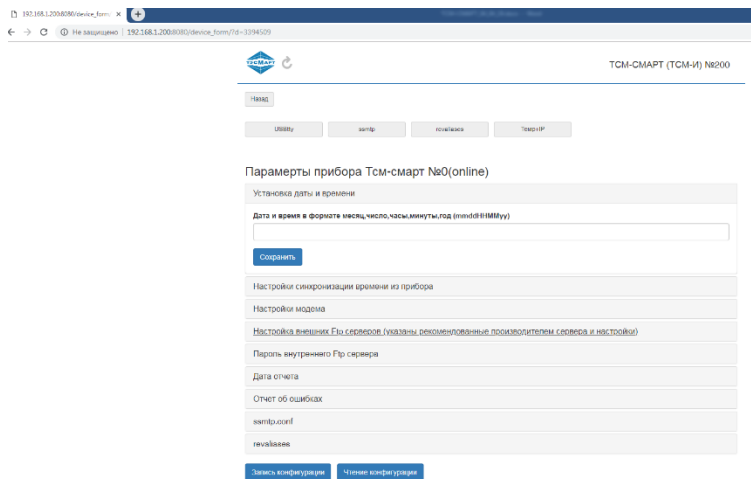 192.168.1.200:8080/device_form/
Не защищено | 192.168.1.200:8080/device_form/?d=3394509
ТЭСМАРТ
ТСМ-СМАРТ (ТСМ-И) №200
Назад
Utility ssmtp revaliases
Парамерты прибора Тсм-смарт №0(online)
Установка даты и времени
Дата и время в формате месяц,число,часы,минуты,год (mmddHHMMyy)
Сохранить
Настройки синхронизации времени из прибора
Настройки модема
Настройка внешних Ftp серверов (указаны рекомендованные производителем сервера и настройки)
Пароль внутреннего Ftp сервера
Дата отчета
Отчет об ошибках
ssmtp.conf
revaliases
Запись конфигурации Чтение конфигурации